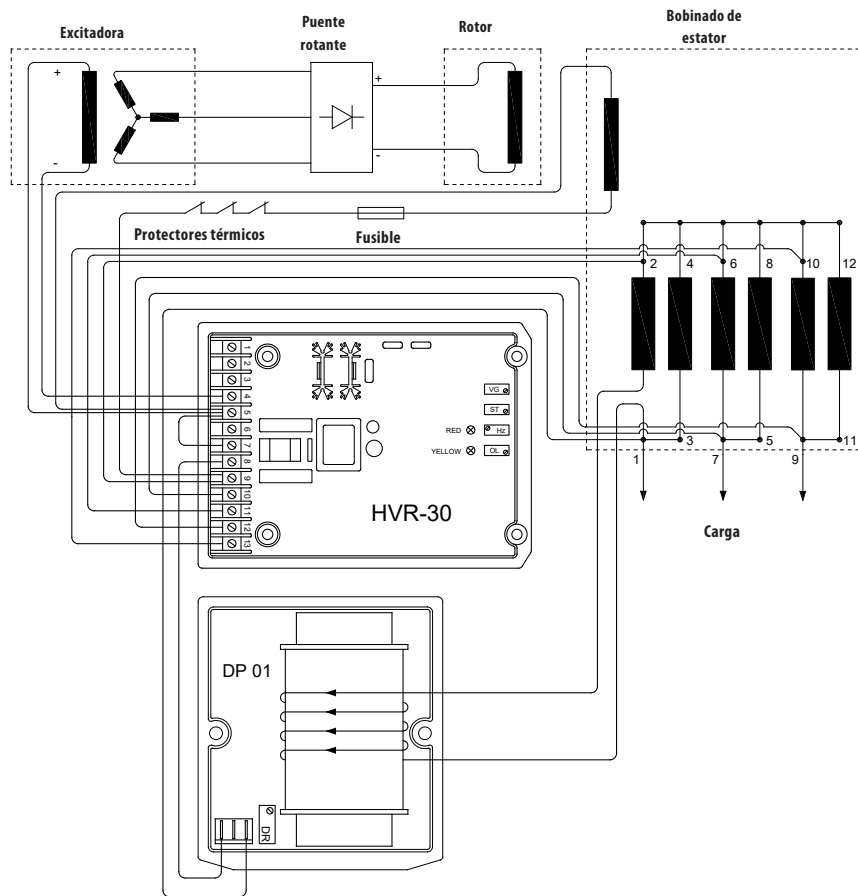 Excitadora
Puente
rotante
Rotor
Bobinado de
estator
+
-
+
-
Protectores térmicos
Fusible
2
4
6
8
10
12
1
2
3
4
5
6
7
8
9
10
11
12
13
VG
ST
RED
Hz
YELLOW
OL
HVR-30
1
3
7
5
9
11
Carga
DP 01
DR